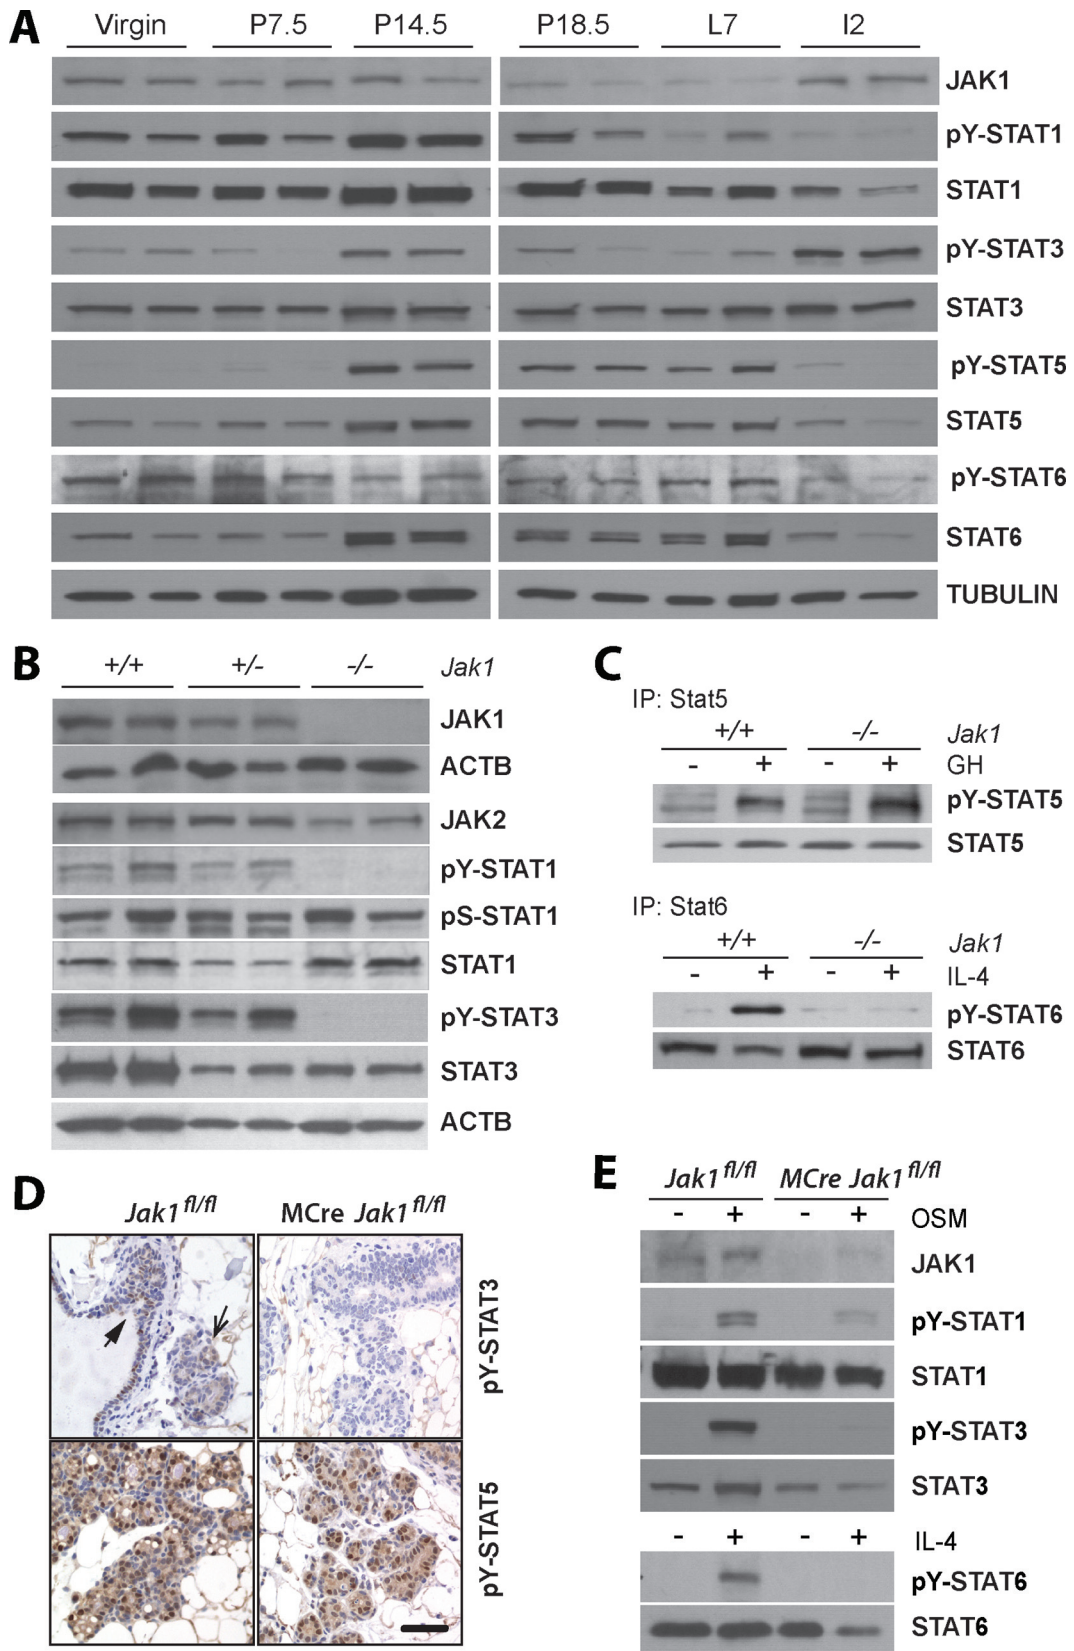 A
Virgin P7.5 P14.5 P18.5 L7 I2
JAK1
pY-STAT1
STAT1
pY-STAT3
STAT3
pY-STAT5
STAT5
pY-STAT6
STAT6
TUBULIN
B
+/+ +/- -/- Jak1
JAK1
ACTB
JAK2
pY-STAT1
pS-STAT1
STAT1
pY-STAT3
STAT3
ACTB
C
IP: Stat5
+/+ -/- Jak1
- + - + GH
pY-STAT5
STAT5
IP: Stat6
+/+ -/- Jak1
- + - + IL-4
pY-STAT6
STAT6
D
Jak1 fl/fl MCre Jak1 fl/fl
pY-STAT3
pY-STAT5
E
Jak1 fl/fl MCre Jak1 fl/fl
- + - + OSM
JAK1
pY-STAT1
STAT1
pY-STAT3
STAT3
- + - + IL-4
pY-STAT6
STAT6